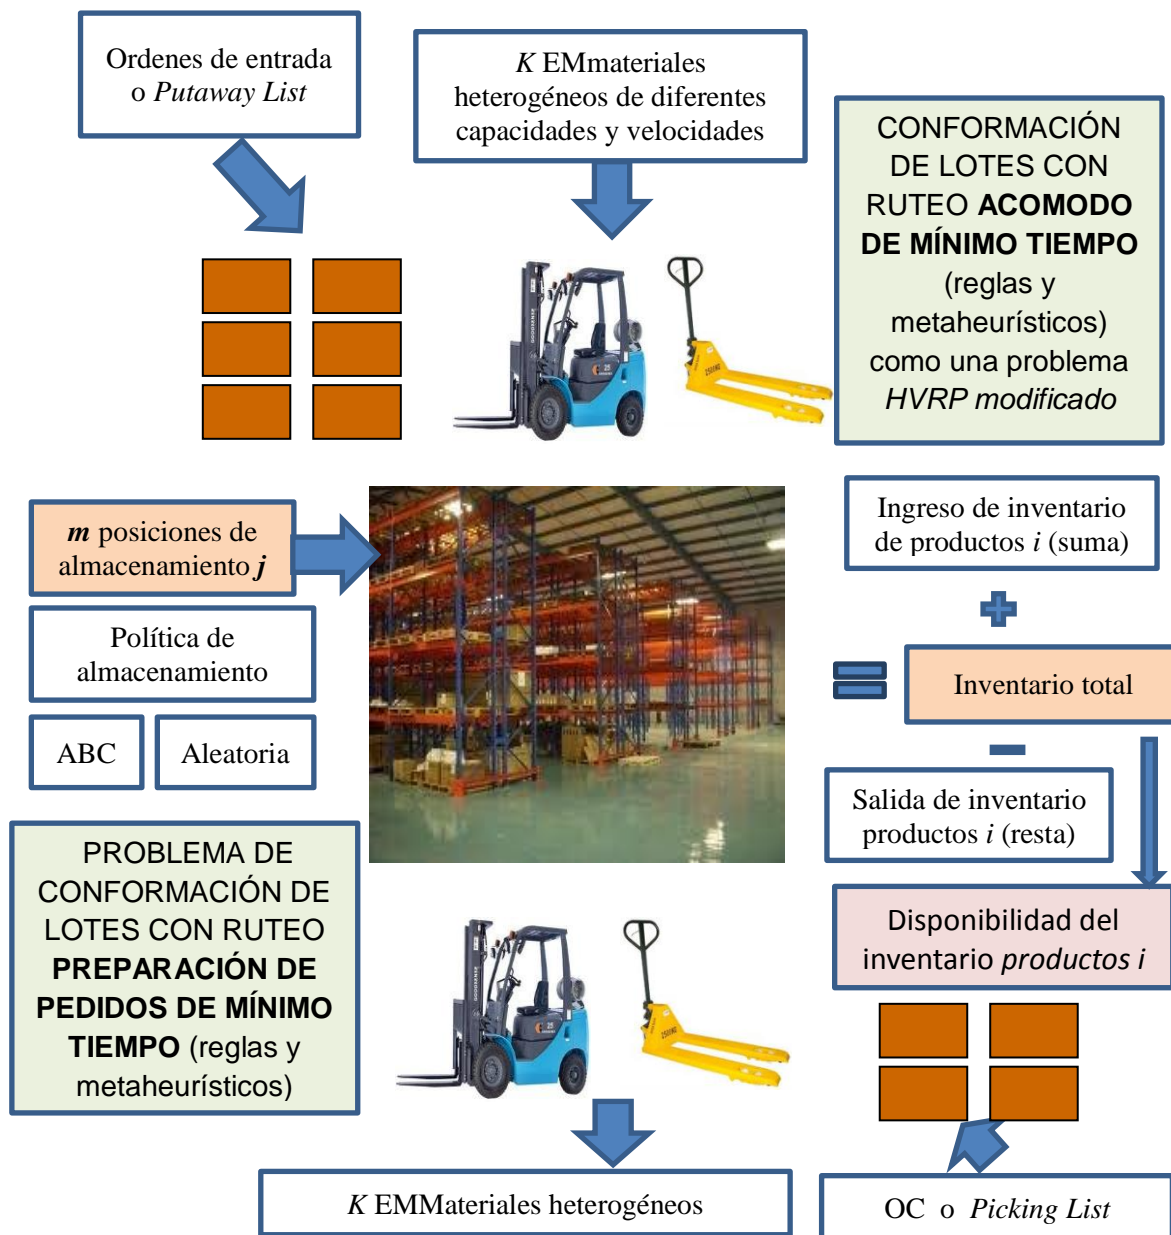 Ordenes de entrada
o Putaway List
K EMmateriales
heterogéneos de diferentes
capacidades y velocidades
CONFORMACIÓN
DE LOTES CON
RUTEO ACOMODO
DE MÍNIMO TIEMPO
(reglas y
metaheurísticos)
como una problema
HVRP modificado
m posiciones de
almacenamiento j
Política de
almacenamiento
ABC
Aleatoria
Ingreso de inventario
de productos i (suma)
Inventario total
Salida de inventario
productos i (resta)
PROBLEMA DE
CONFORMACIÓN DE
LOTES CON RUTEO
PREPARACIÓN DE
PEDIDOS DE MÍNIMO
TIEMPO (reglas y
metaheurísticos)
Disponibilidad del
inventario productos i
K EMMateriales heterogéneos
OC o Picking List